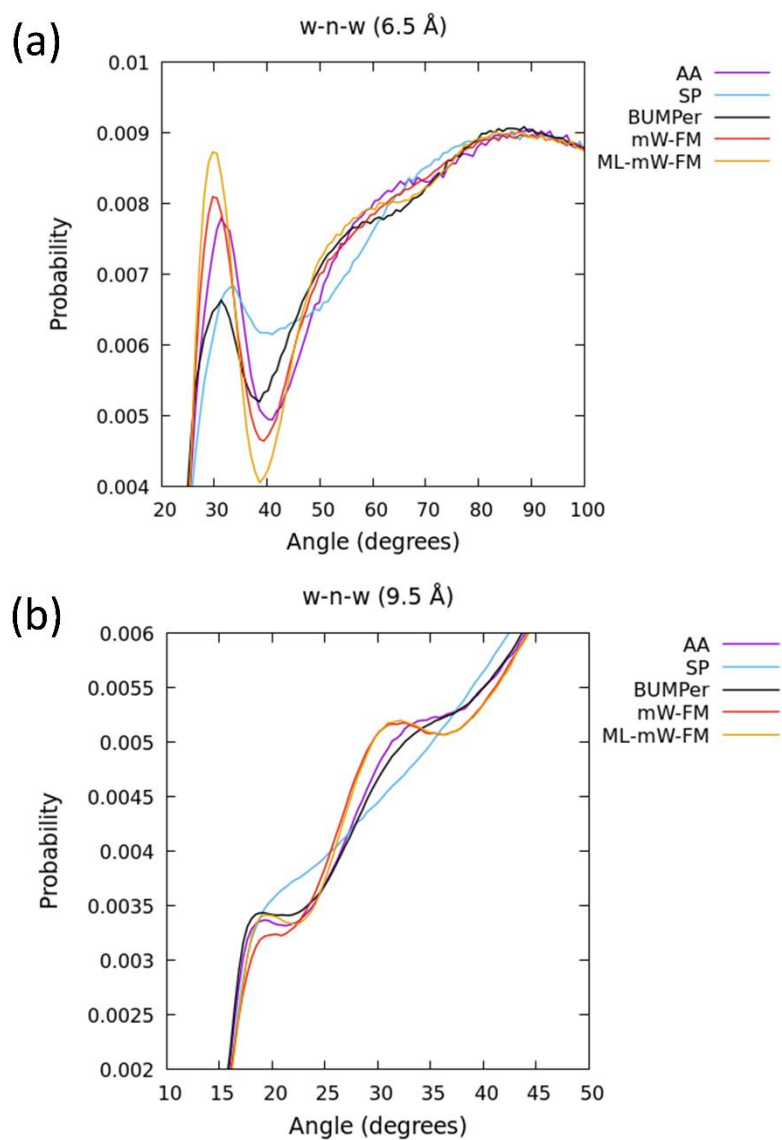 (a)
w-n-w (6.5 Å)
0.01
0.009
0.008
0.007
0.006
0.005
0.004
Probability
20 30 40 50 60 70 80 90 100
Angle (degrees)
AA
SP
BUMPer
mW-FM
ML-mW-FM
(b)
w-n-w (9.5 Å)
0.006
0.0055
0.005
0.0045
0.004
0.0035
0.003
0.0025
0.002
Probability
10 15 20 25 30 35 40 45 50
Angle (degrees)
AA
SP
BUMPer
mW-FM
ML-mW-FM